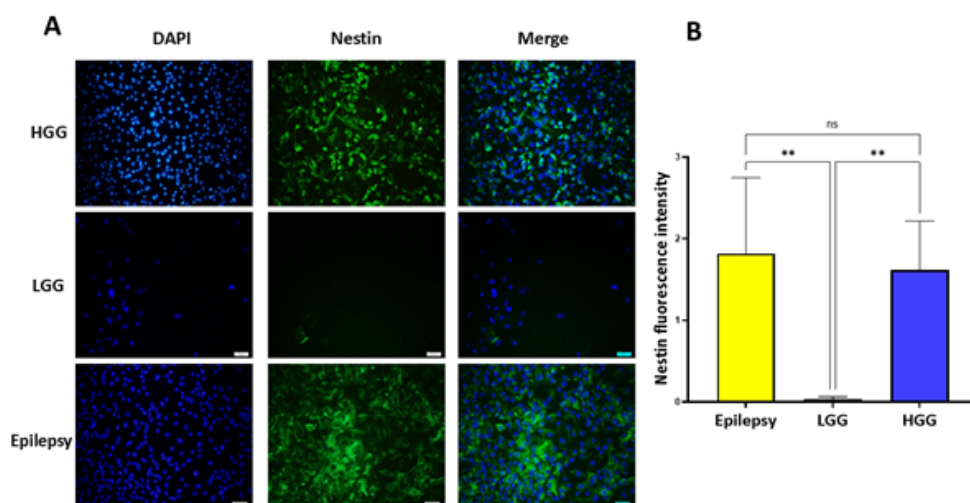 A
DAPI Nestin Merge
HGG
LGG
Epilepsy
B
ns
** **
3
2
1
0
Nestin fluorescence intensity
Epilepsy LGG HGG